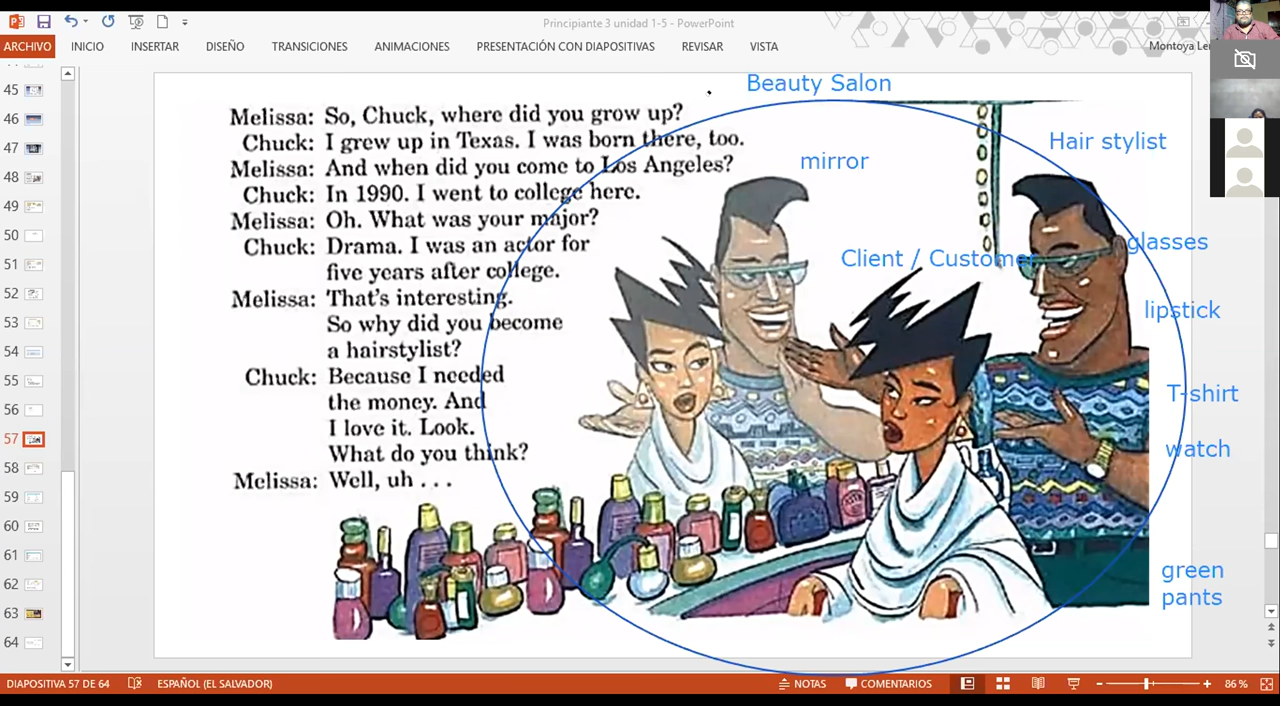 Principiante 3 unidad 1-5 - PowerPoint
ARCHIVO INICIO INSERTAR DISEÑO TRANSICIONES ANIMACIONES PRESENTACIÓN CON DIAPOSITIVAS REVISAR VISTA
45
46
47
48
49
50
51
52
53
54
55
56
57
58
59
60
61
62
63
64
Beauty Salon
Melissa: So, Chuck, where did you grow up?
Chuck: I grew up in Texas. I was born there, too.
Melissa: And when did you come to Los Angeles?
Chuck: In 1990. I went to college here.
Melissa: Oh. What was your major?
Chuck: Drama. I was an actor for
five years after college.
Melissa: That's interesting.
So why did you become
a hairstylist?
Chuck: Because I needed
the money. And
I love it. Look.
What do you think?
Melissa: Well, uh . . .
Hair stylist
mirror
glasses
Client / Customer
lipstick
T-shirt
watch
green
pants
DIAPOSITIVA 57 DE 64 ESPAÑOL (EL SALVADOR) NOTAS COMENTARIOS 86 %